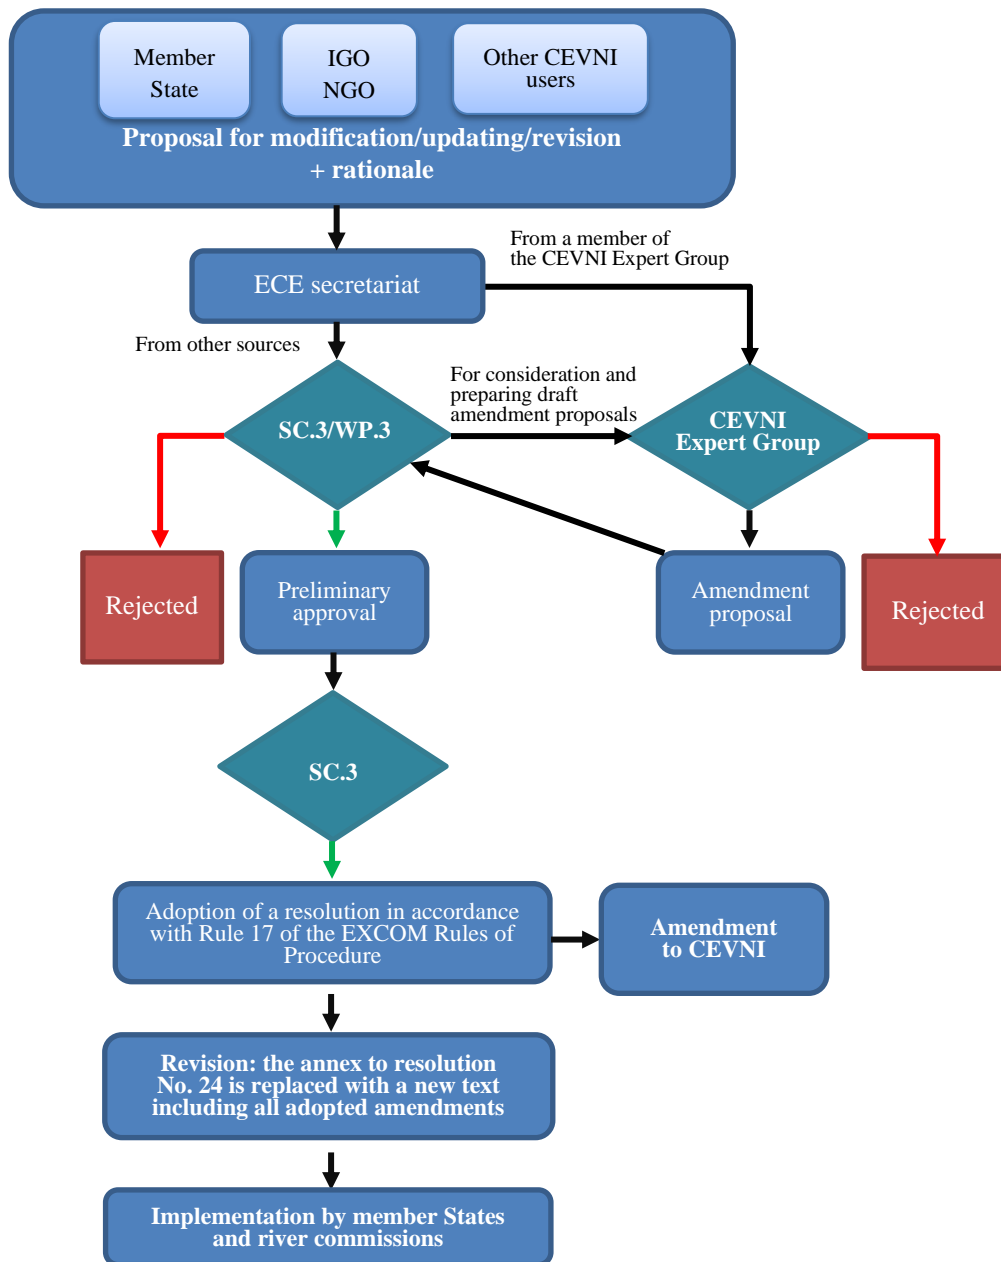 Member
State
IGO
NGO
Other CEVNI
users
Proposal for modification/updating/revision
+ rationale
From a member of
the CEVNI Expert Group
ECE secretariat
From other sources
For consideration and
preparing draft
amendment proposals
SC.3/WP.3
CEVNI
Expert Group
Rejected
Preliminary
approval
Amendment
proposal
Rejected
SC.3
Adoption of a resolution in accordance
with Rule 17 of the EXCOM Rules of
Procedure
Amendment
to CEVNI
Revision: the annex to resolution
No. 24 is replaced with a new text
including all adopted amendments
Implementation by member States
and river commissions